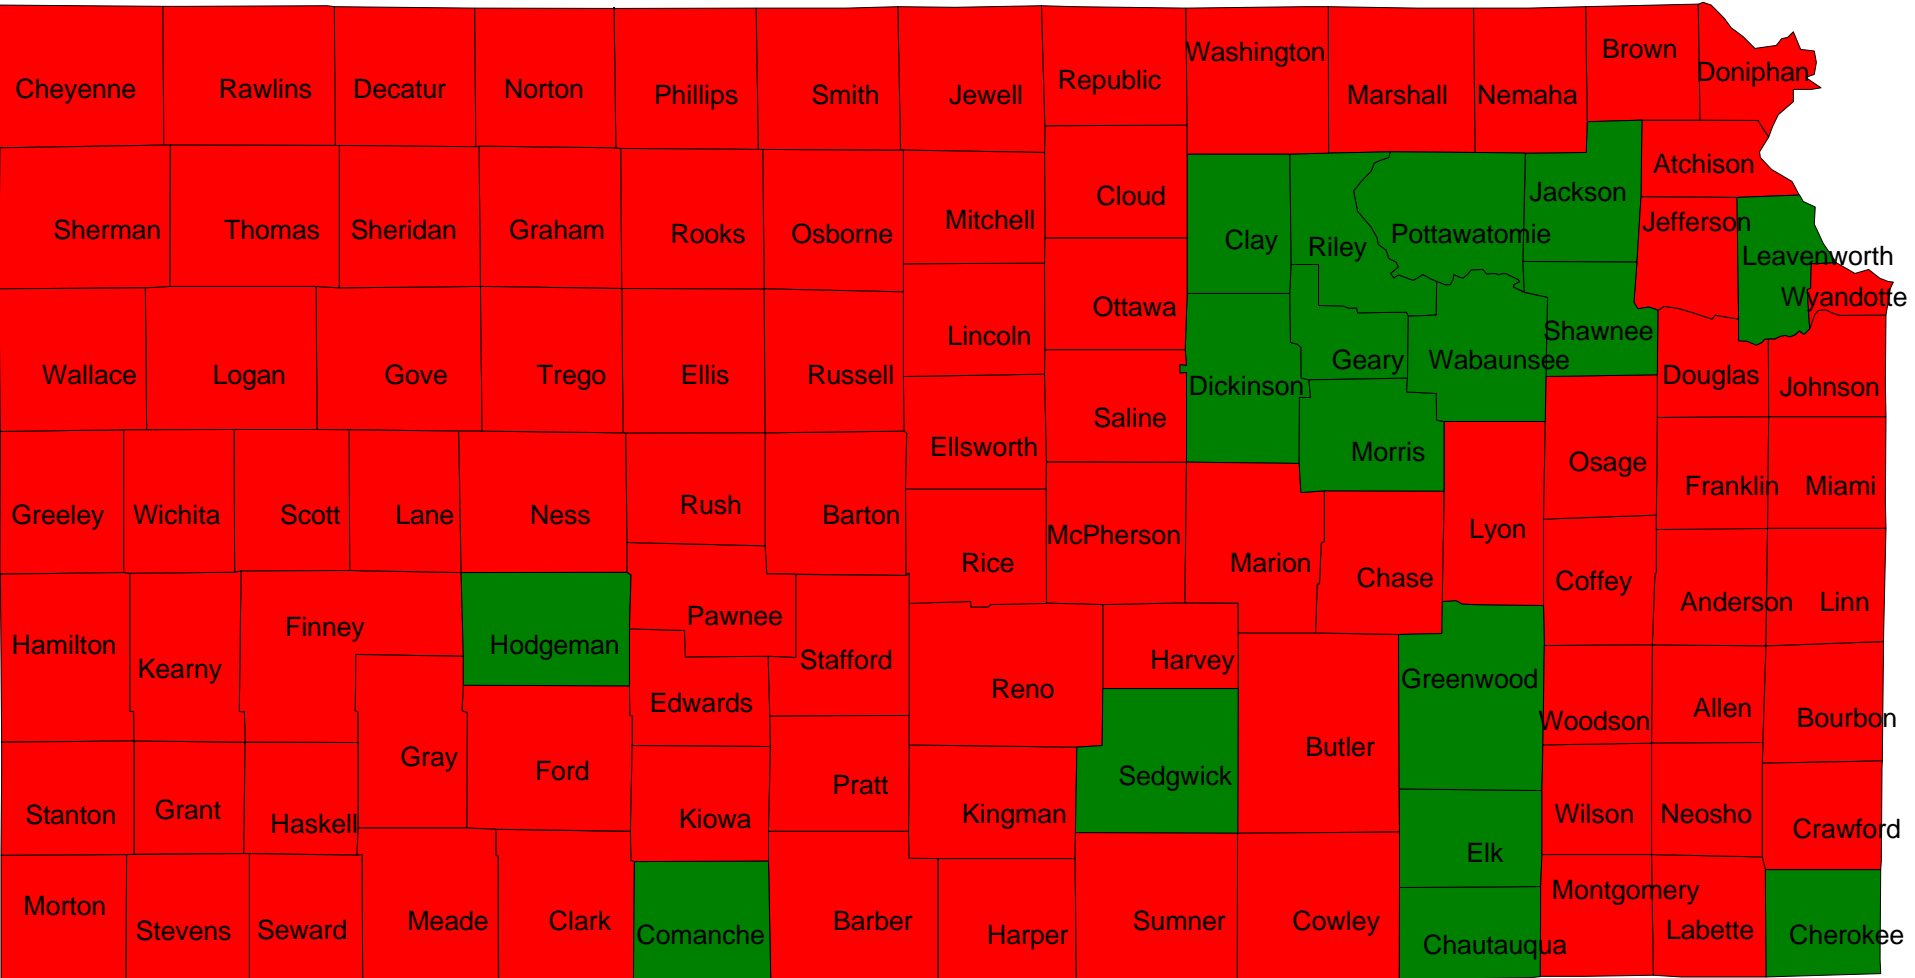 Cheyenne
Rawlins
Decatur
Norton
Phillips
Smith
Jewell
Republic
Washington
Marshall
Nemaha
Brown
Doniphan
Sherman
Thomas
Sheridan
Graham
Rooks
Osborne
Mitchell
Cloud
Clay
Riley
Pottawatomie
Jackson
Atchison
Jefferson
Leavenworth
Wyandotte
Wallace
Logan
Gove
Trego
Ellis
Russell
Lincoln
Ottawa
Saline
Dickinson
Geary
Wabaunsee
Shawnee
Douglas
Johnson
Greeley
Wichita
Scott
Lane
Ness
Rush
Barton
Ellsworth
Rice
McPherson
Marion
Morris
Chase
Lyon
Osage
Franklin
Miami
Coffey
Anderson
Linn
Hamilton
Kearny
Finney
Hodgeman
Pawnee
Edwards
Stafford
Reno
Harvey
Butler
Greenwood
Woodson
Allen
Bourbon
Stanton
Grant
Haskell
Gray
Ford
Kiowa
Pratt
Kingman
Sedgwick
Elk
Wilson
Neosho
Crawford
Morton
Stevens
Seward
Meade
Clark
Comanche
Barber
Harper
Sumner
Cowley
Chautauqua
Montgomery
Labette
Cherokee